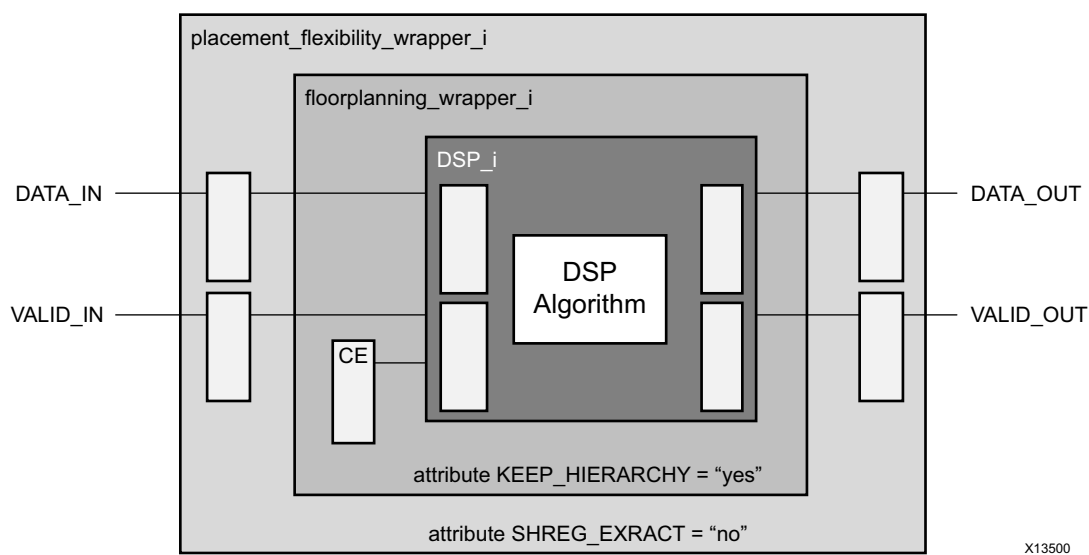 placement_flexibility_wrapper_i
floorplanning_wrapper_i
DSP_i
DATA_IN
DATA_OUT
DSP
Algorithm
VALID_IN
VALID_OUT
CE
attribute KEEP_HIERARCHY = “yes”
attribute SHREG_EXRACT = “no”
X13500